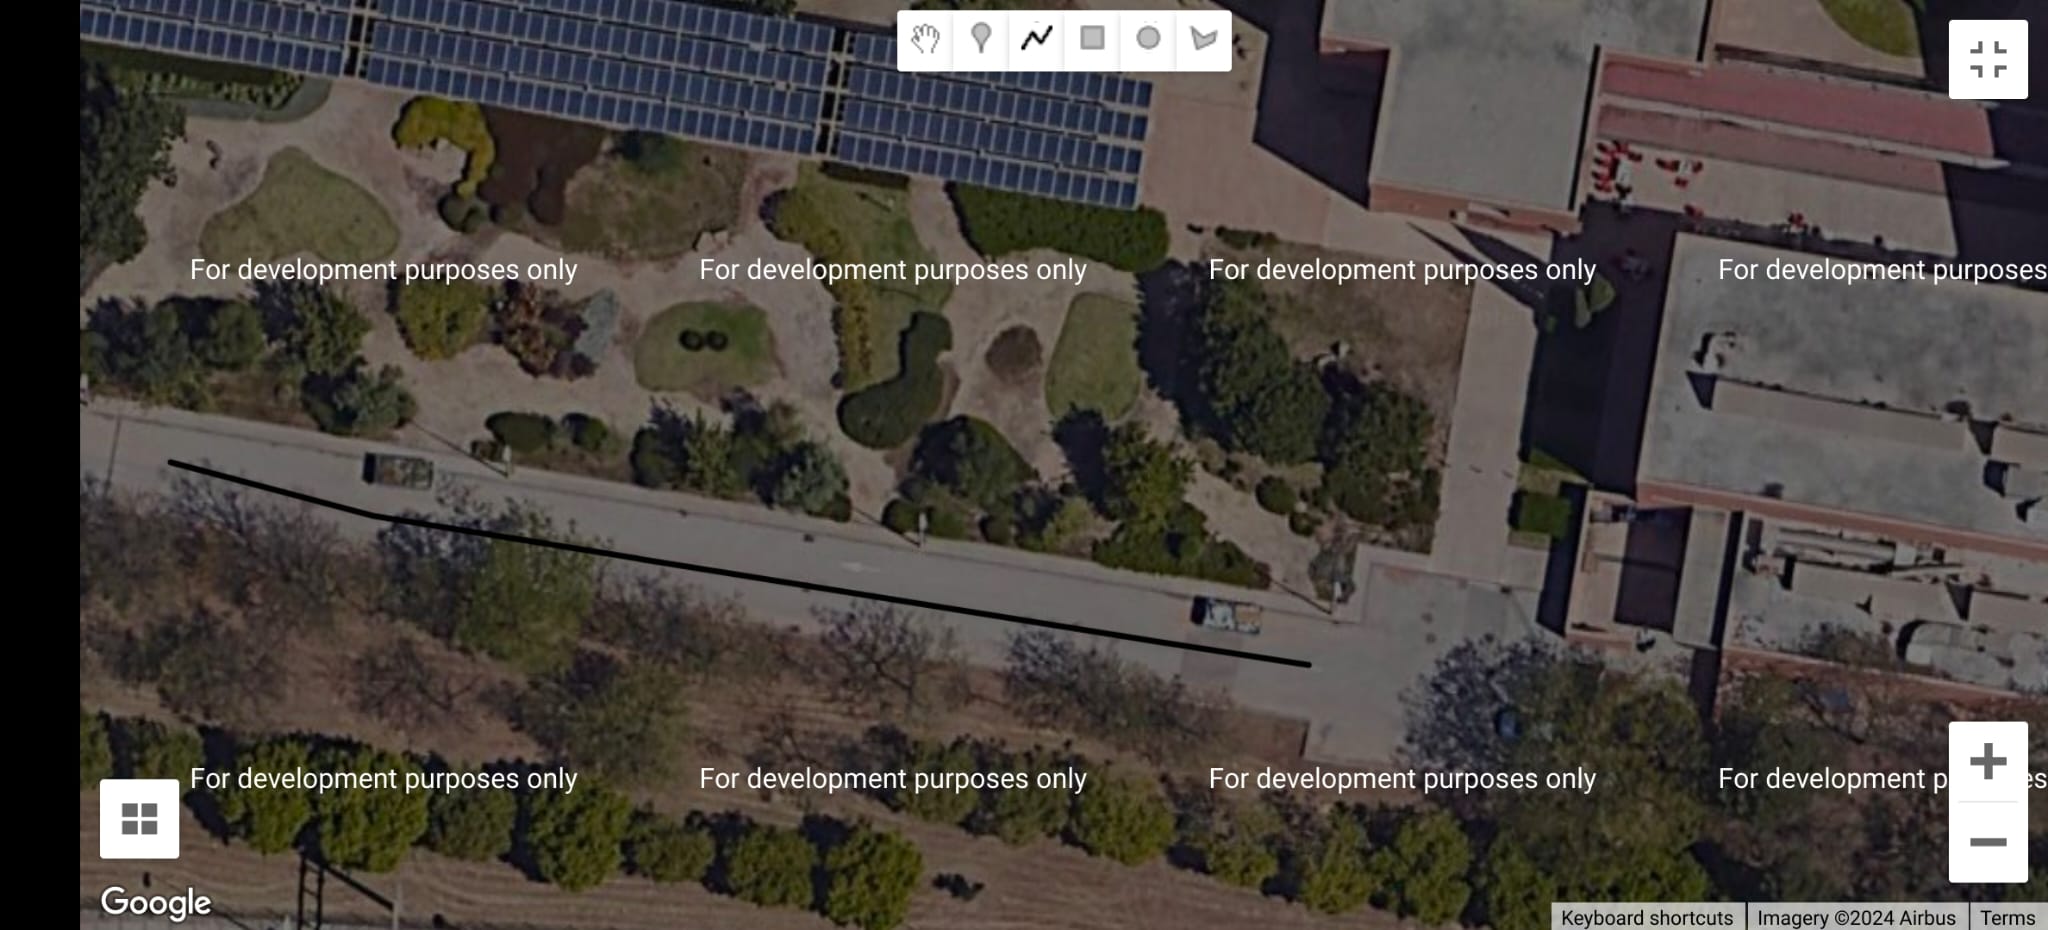 For development purposes only
For development purposes only
For development purposes only
For development purposes
For development purposes only
For development purposes only
For development purposes only
For development p es
Google
Keyboard shortcuts
Imagery ©2024 Airbus
Terms